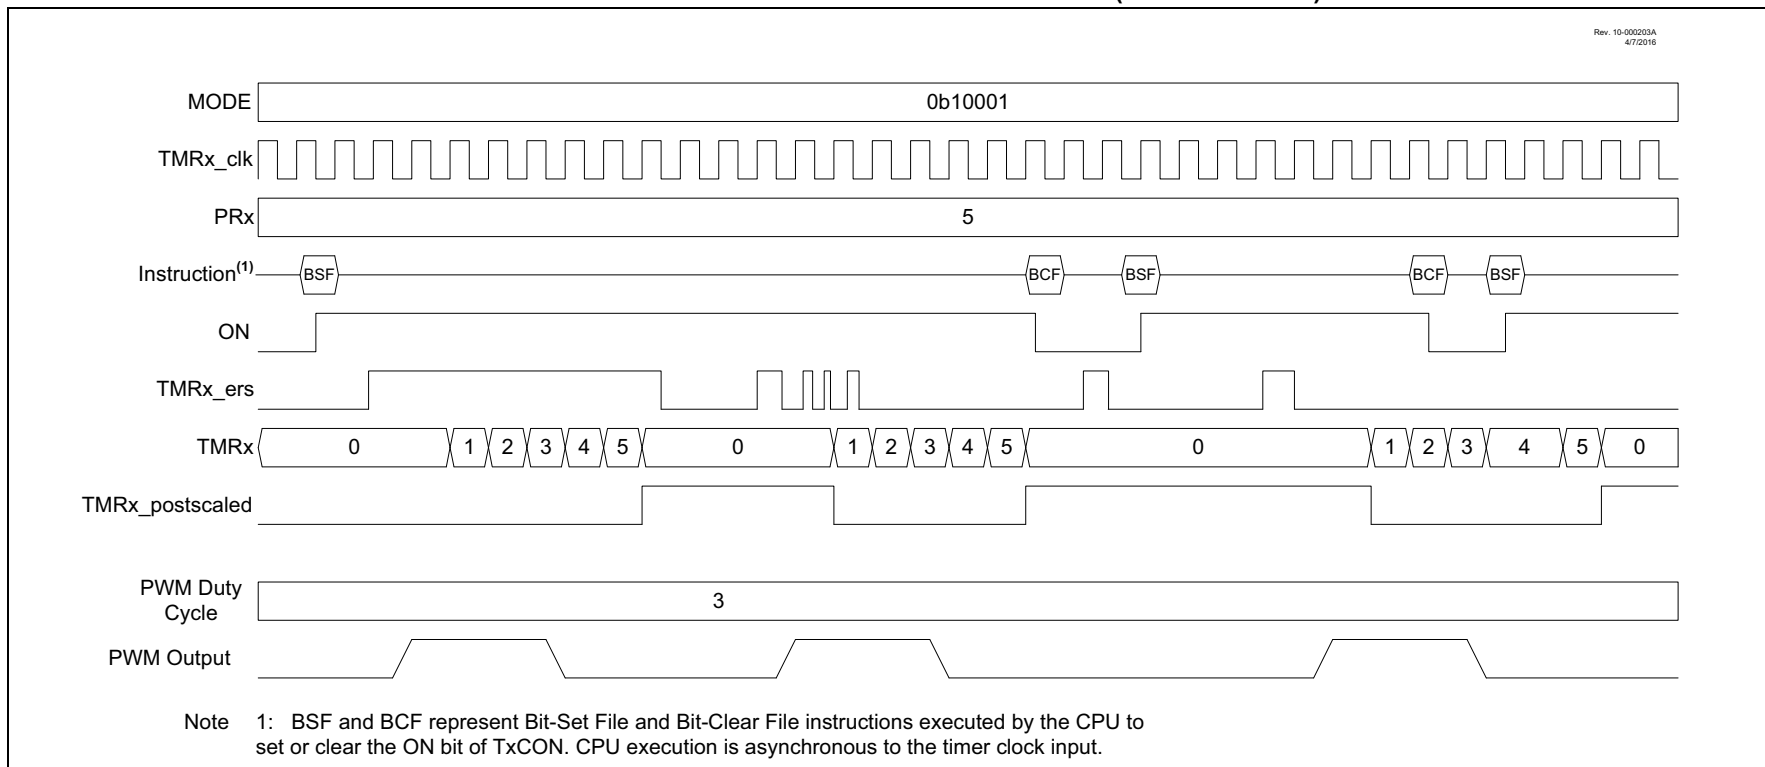 Rev. 10-000203A
4/7/2016
MODE 0b10001
TMRx_clk
PRx 5
Instruction(1) BSF BCF BSF BCF BSF
ON
TMRx_ers
TMRx 0 1 2 3 4 5 0 1 2 3 4 5 0 1 2 3 4 5 0
TMRx_postscaled
PWM Duty
Cycle
3
PWM Output
Note 1: BSF and BCF represent Bit-Set File and Bit-Clear File instructions executed by the CPU to
set or clear the ON bit of TxCON. CPU execution is asynchronous to the timer clock input.